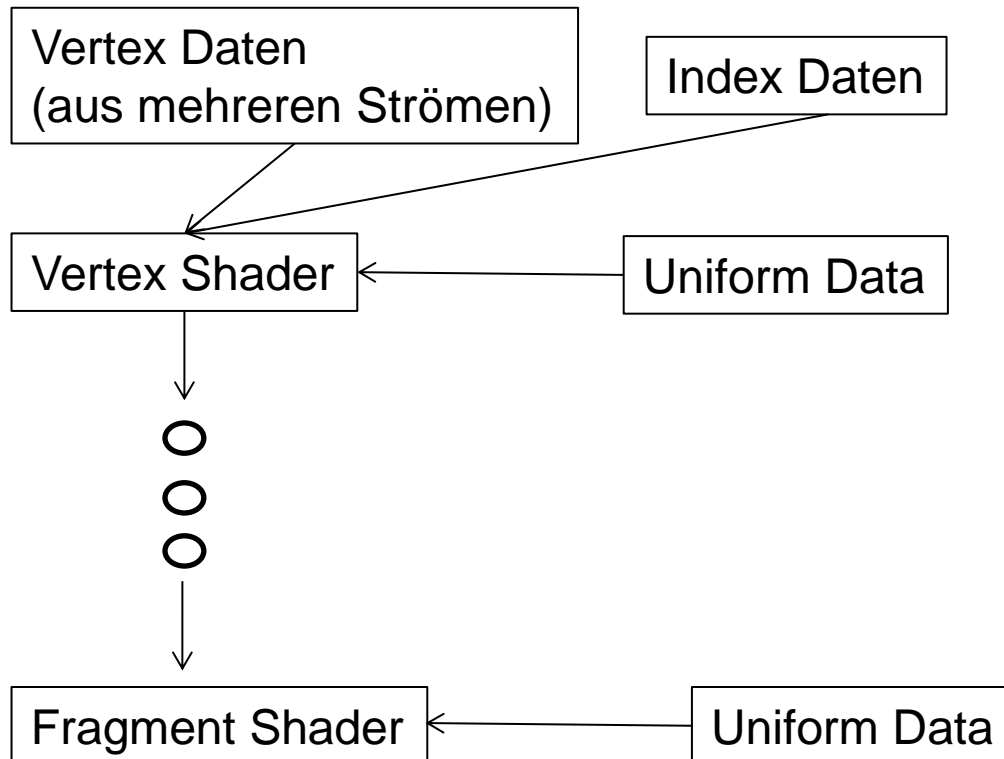 Vertex Daten
(aus mehreren Strömen)
Index Daten
Vertex Shader
Uniform Data
Fragment Shader
Uniform Data